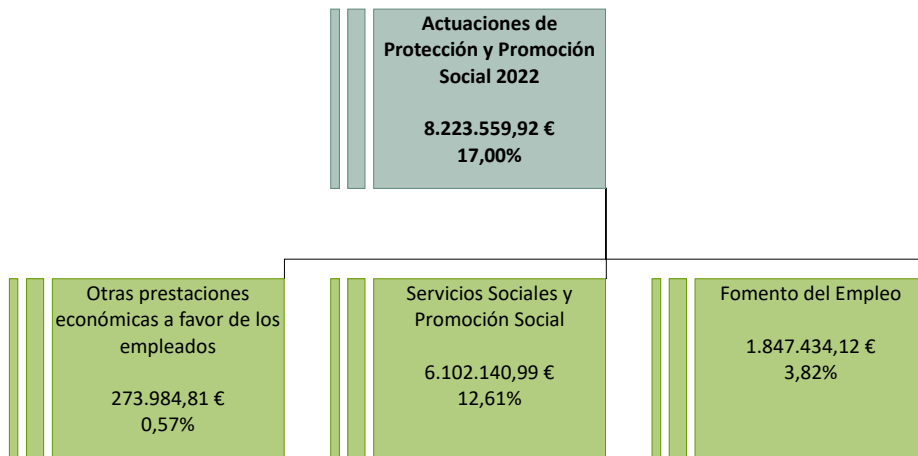 Actuaciones de
Protección y Promoción
Social 2022
8.223.559,92 €
17,00%
Otras prestaciones
económicas a favor de los
empleados
273.984,81 €
0,57%
Servicios Sociales y
Promoción Social
6.102.140,99 €
12,61%
Fomento del Empleo
1.847.434,12 €
3,82%